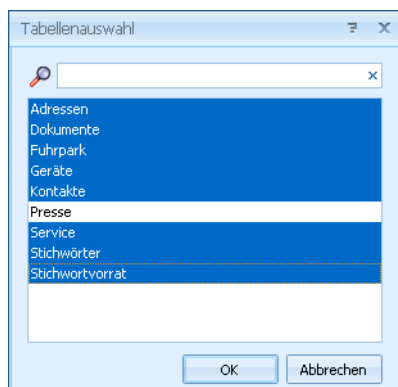 Tabellenauswahl
Adressen
Dokumente
Fuhrpark
Geräte
Kontakte
Presse
Service
Stichwörter
Stichwortvorrat
OK Abbrechen